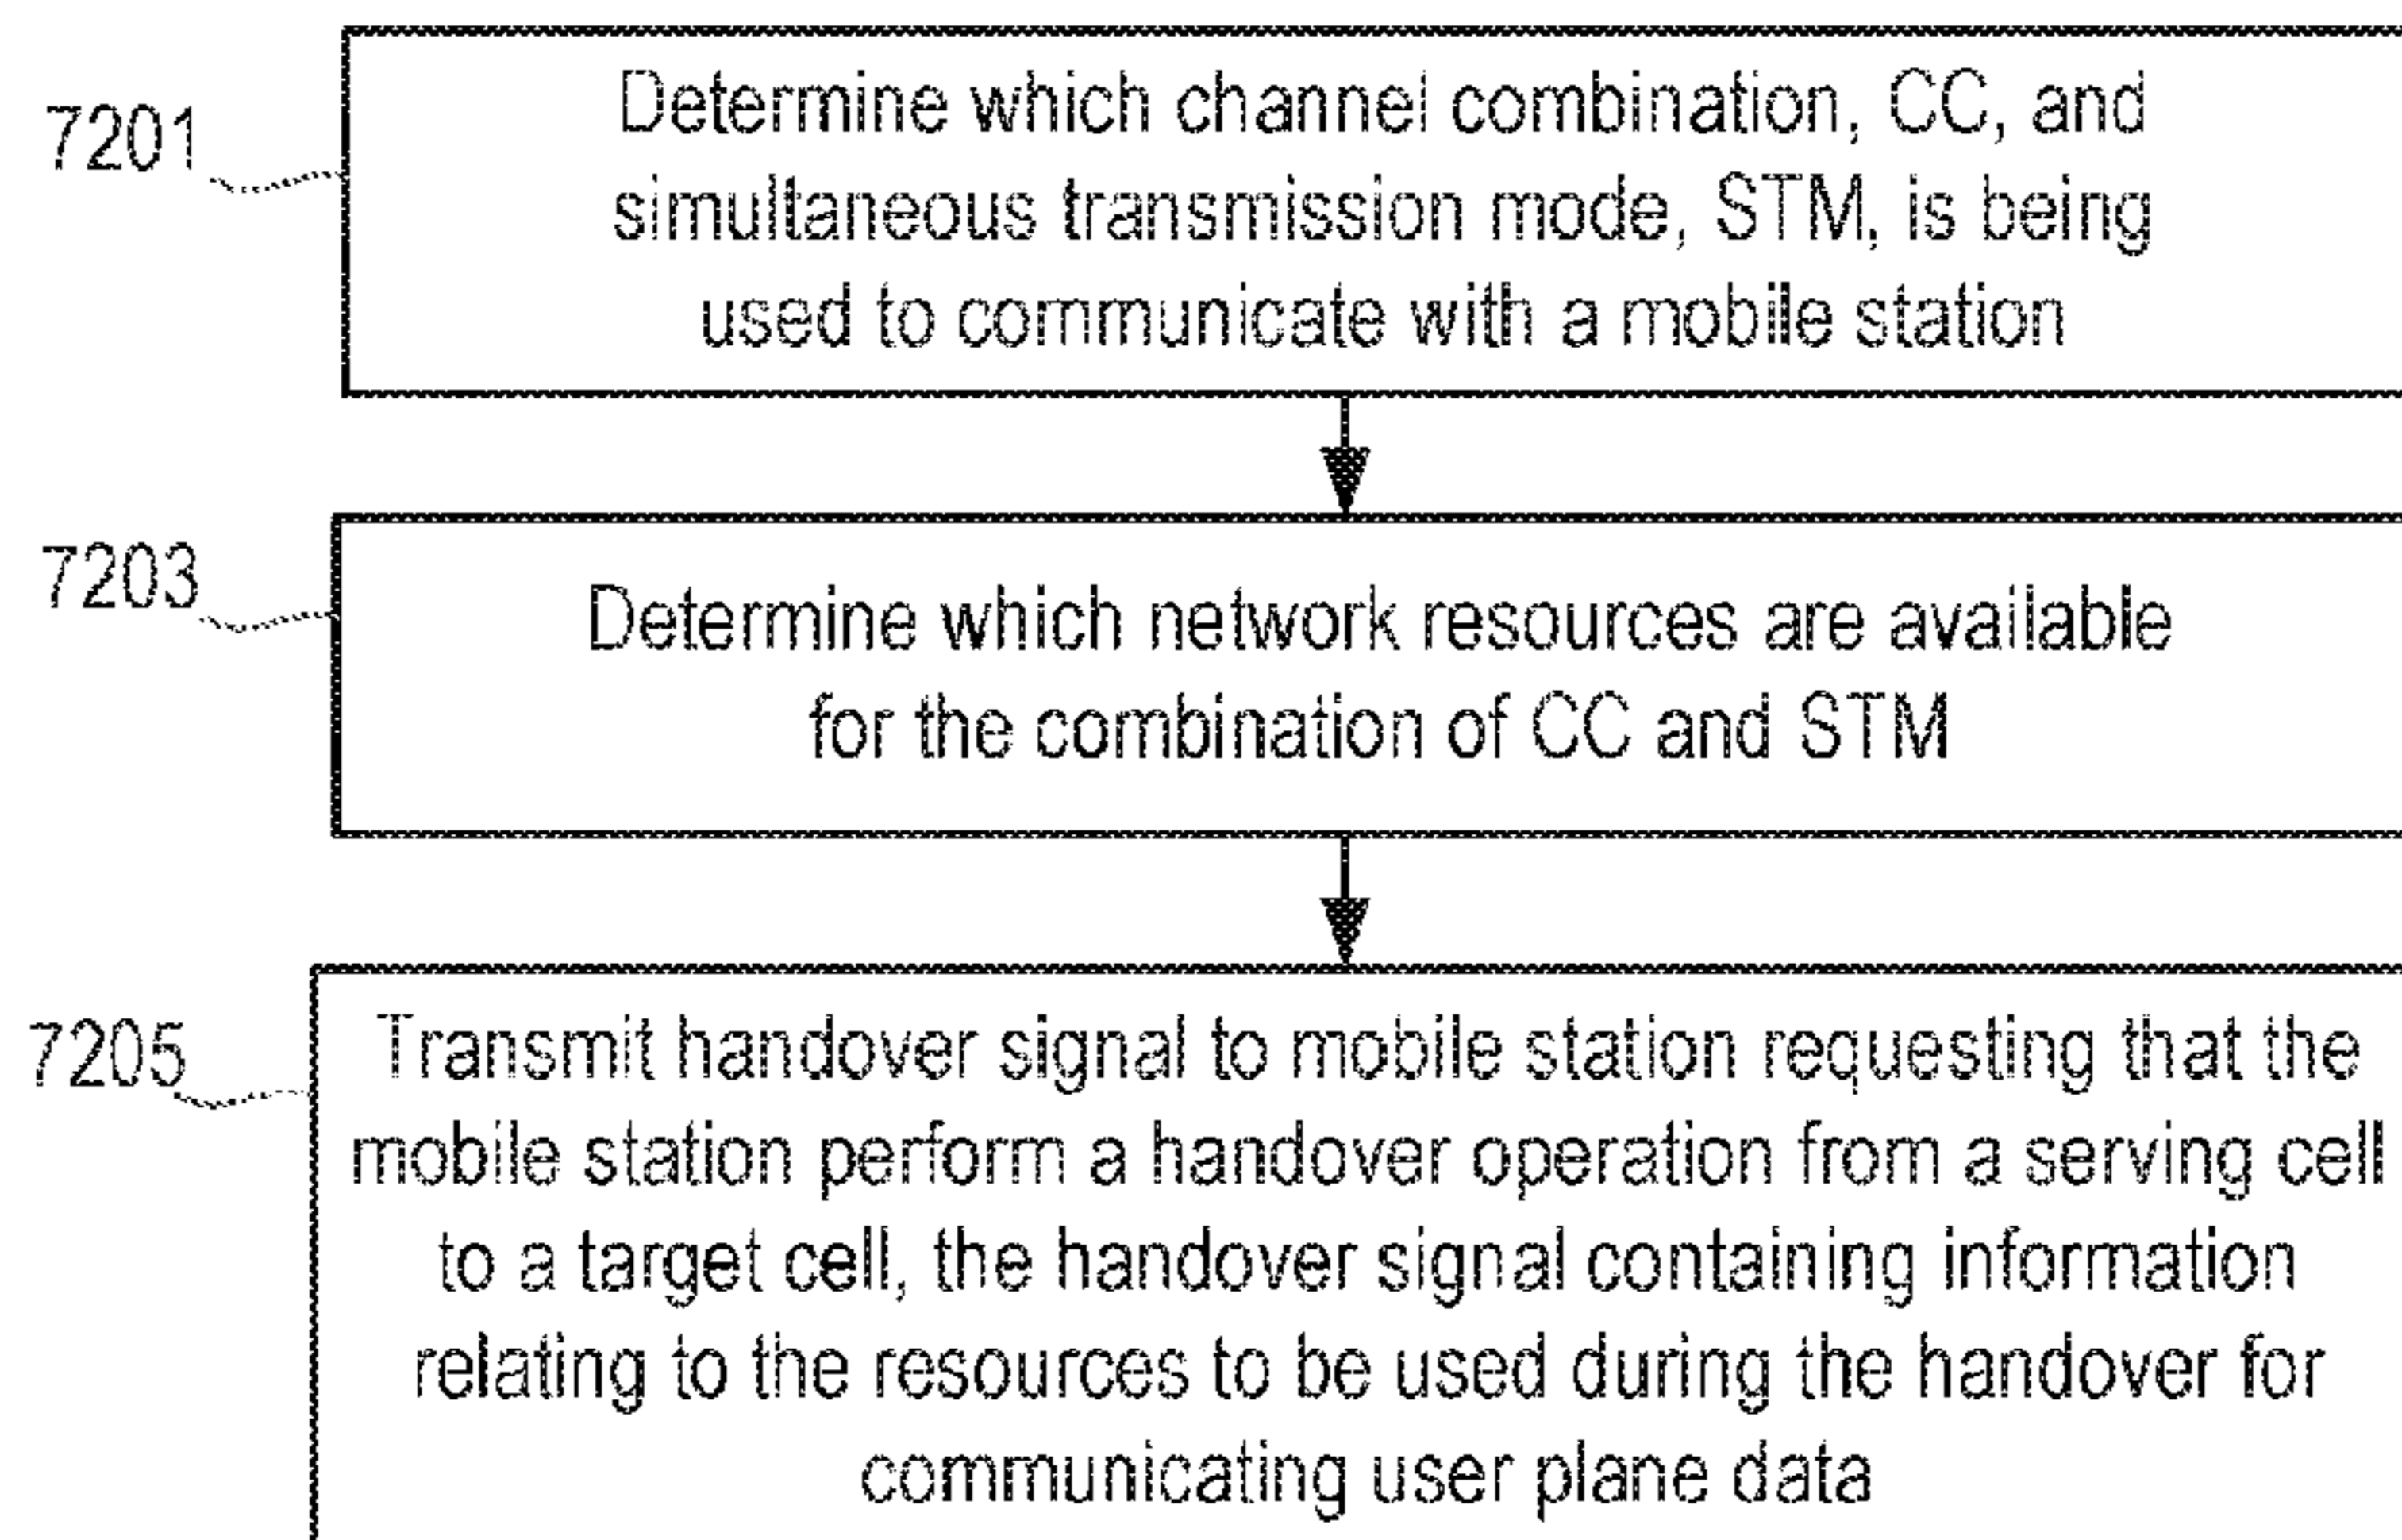 7201
Determine which channel combination, CC, and
simultaneous transmission mode, STM, is being
used to communicate with a mobile station
7203
Determine which network resources are available
for the combination of CC and STM
7205
Transmit handover signal to mobile station requesting that the
mobile station perform a handover operation from a serving cell
to a target cell, the handover signal containing information
relating to the resources to be used during the handover for
communicating user plane data